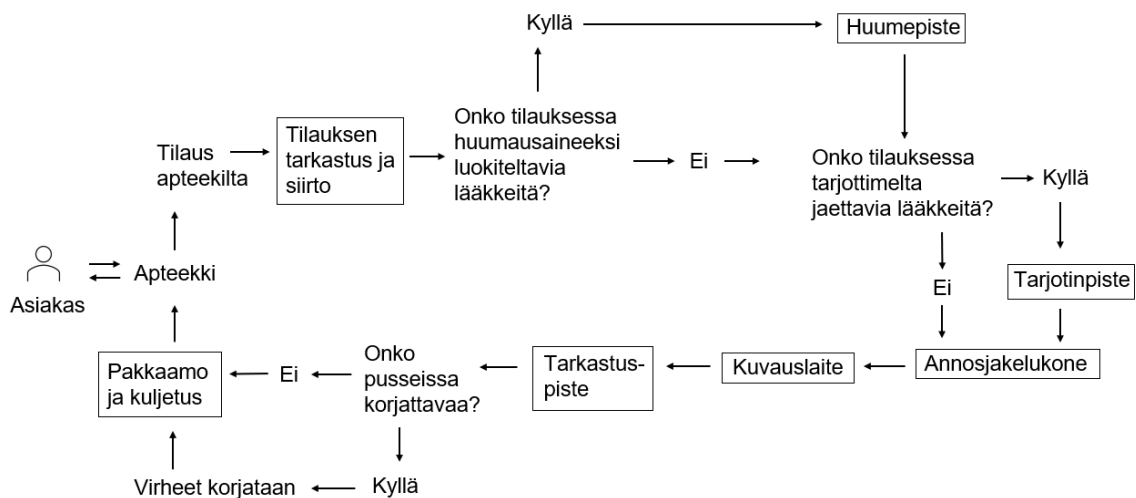 Kyllä
Huumepiste
Tilaus
apteekilta
Tilauksen
tarkastus ja
siirto
Onko tilauksessa
huumausaineeksi
luokiteltavia
lääkkeitä?
Ei
Onko tilauksessa
tarjottimelta
jaettavia lääkkeitä?
Kyllä
Asiakas
Apteekki
Ei
Tarjotinpiste
Annosjakelukone
Kuvauslaite
Tarkastus-
piste
Onko
pusseissa
korjattavaa?
Ei
Pakkaamo
ja kuljetus
Kyllä
Virheet korjataan